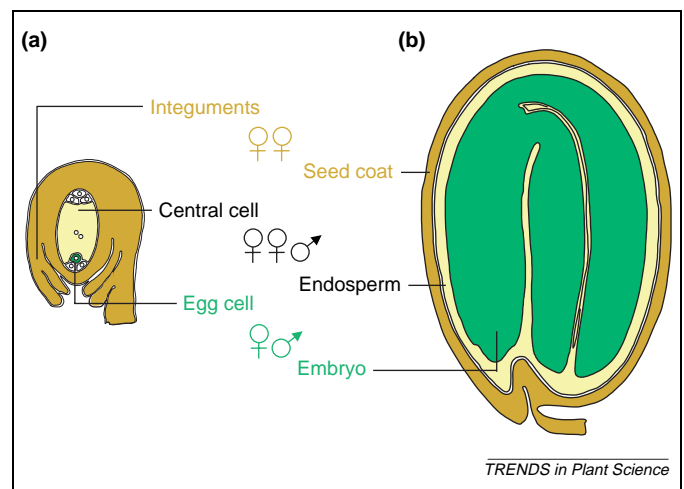 (a)
(b)
Integuments
♀♀
Seed coat
Central cell
♀♀♂
Endosperm
Egg cell
♀♂
Embryo
TRENDS in Plant Science